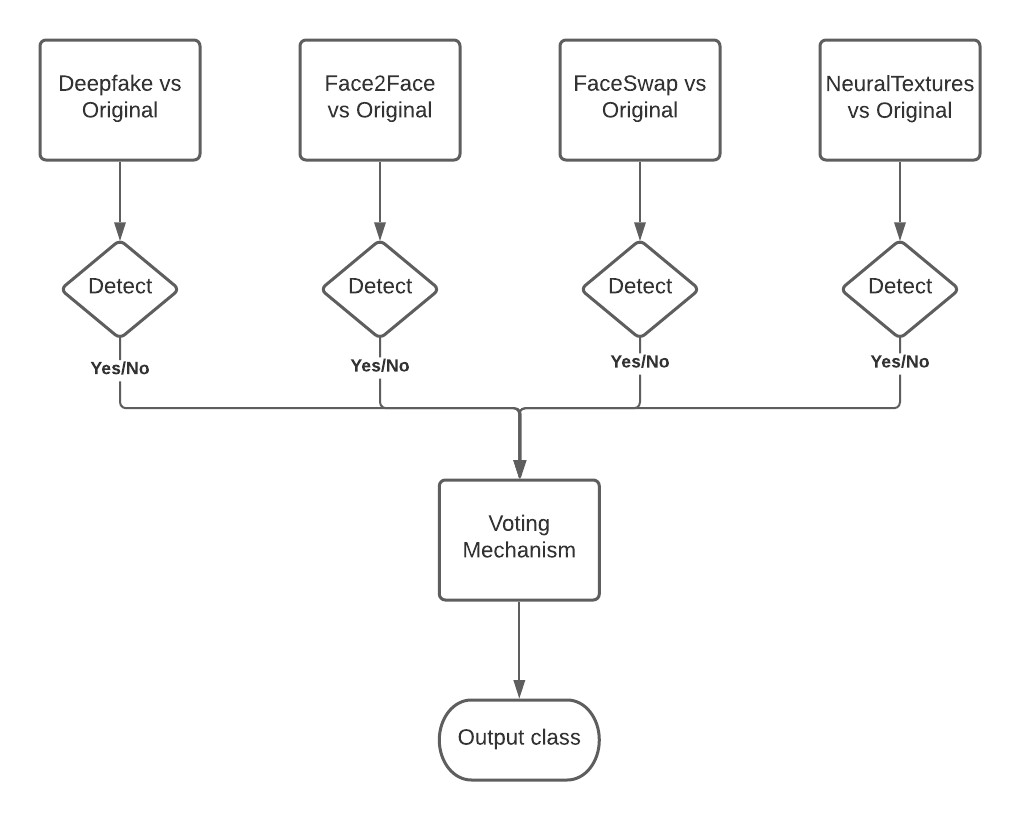 Deepfake vs
Original
Face2Face
vs Original
FaceSwap vs
Original
NeuralTextures
vs Original
Detect
Detect
Detect
Detect
Yes/No
Yes/No
Yes/No
Yes/No
Voting
Mechanism
Output class